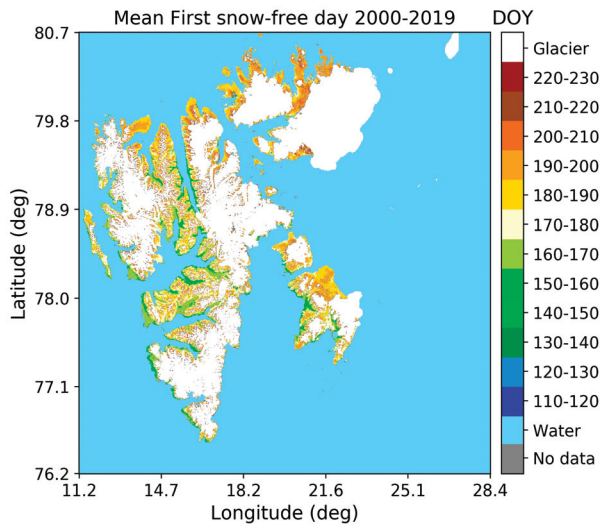 Mean First snow-free day 2000-2019 DOY
80.7
79.8
78.9
78.0
77.1
76.2
Latitude (deg)
11.2 14.7 18.2 21.6 25.1 28.4
Longitude (deg)
Glacier
220-230
210-220
200-210
190-200
180-190
170-180
160-170
150-160
140-150
130-140
120-130
110-120
Water
No data